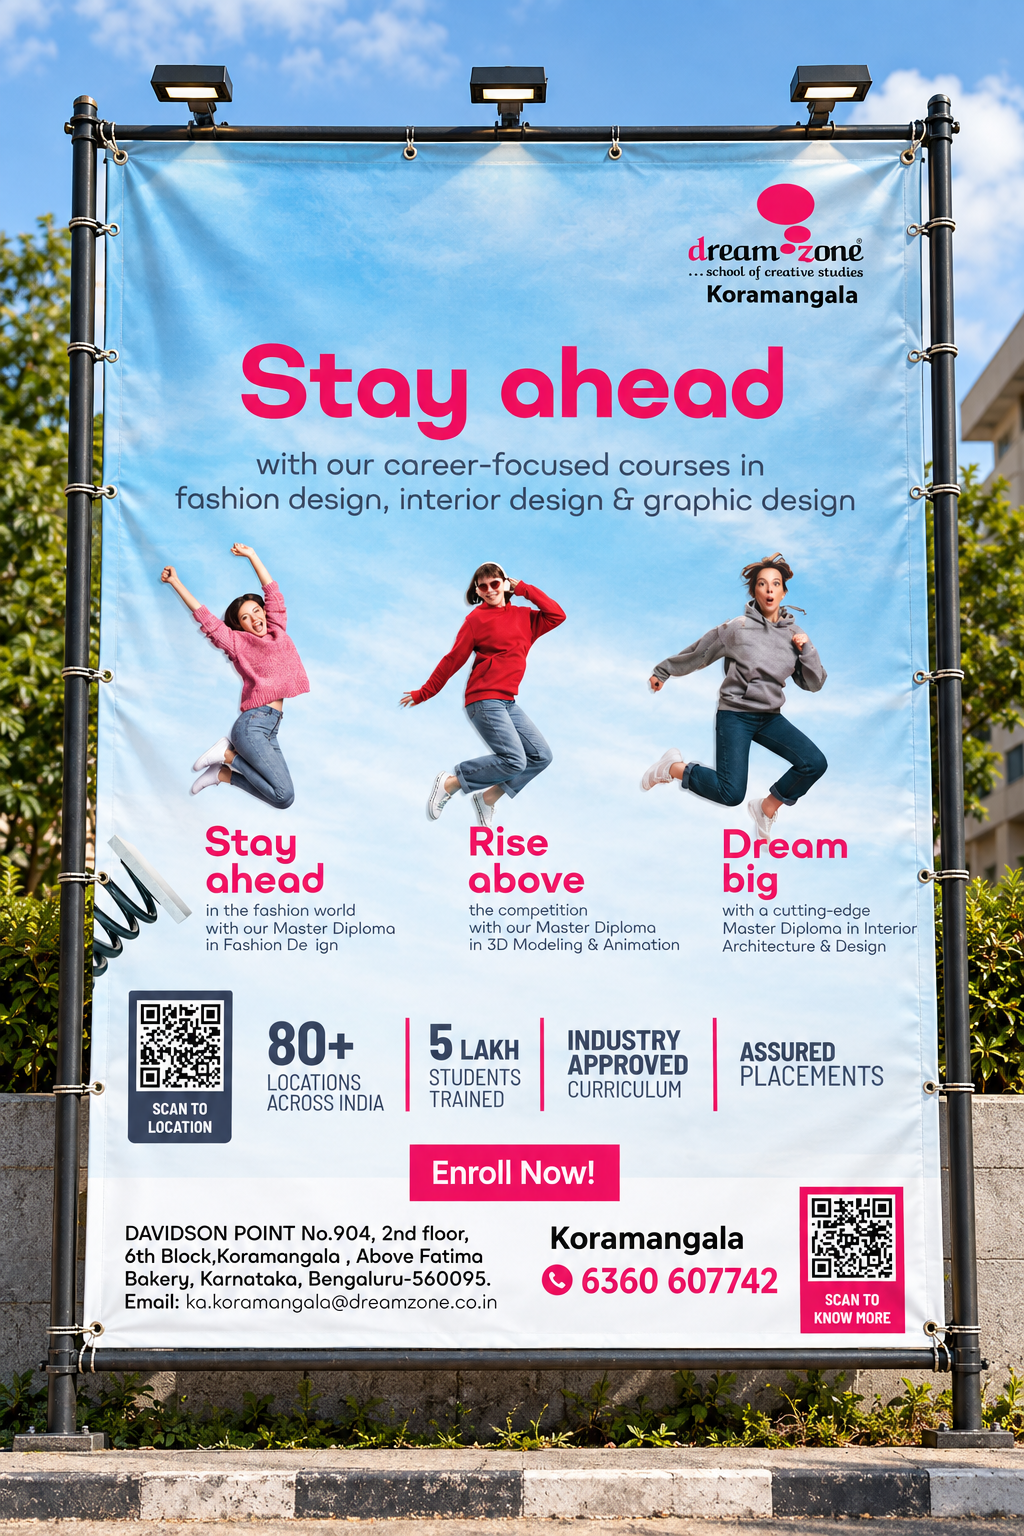 dream zone®
...school of creative studies
Koramangala
Stay ahead
with our career-focused courses in
fashion design, interior design & graphic design
Stay
ahead
in the fashion world
with our Master Diploma
in Fashion De ign
Rise
above
the competition
with our Master Diploma
in 3D Modeling & Animation
Dream
big
with a cutting-edge
Master Diploma in Interior
Architecture & Design
SCAN TO
LOCATION
80+
LOCATIONS
ACROSS INDIA
5 LAKH
STUDENTS
TRAINED
INDUSTRY
APPROVED
CURRICULUM
ASSURED
PLACEMENTS
Enroll Now!
DAVIDSON POINT No.904, 2nd floor,
6th Block,Koramangala , Above Fatima
Bakery, Karnataka, Bengaluru-560095.
Email: ka.koramangala@dreamzone.co.in
Koramangala
6360 607742
SCAN TO
KNOW MORE